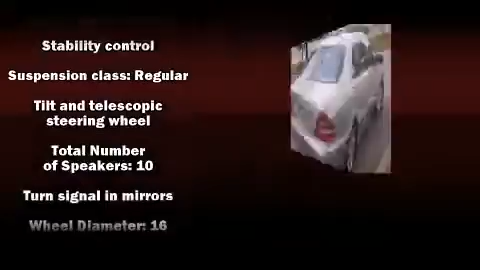 Stability control
Suspension class: Regular
Tilt and telescopic
steering wheel
Total Number
of Speakers: 10
Turn signal in mirrors
Wheel Diameter: 16